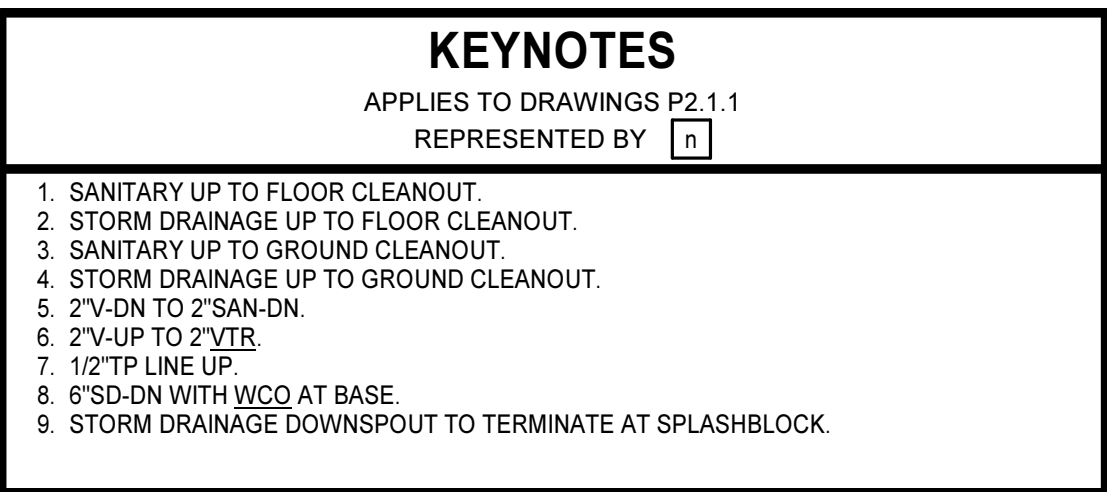 KEYNOTES
APPLIES TO DRAWINGS P2.1.1
REPRESENTED BY n
1. SANITARY UP TO FLOOR CLEANOUT.
2. STORM DRAINAGE UP TO FLOOR CLEANOUT.
3. SANITARY UP TO GROUND CLEANOUT.
4. STORM DRAINAGE UP TO GROUND CLEANOUT.
5. 2"V-DN TO 2"SAN-DN.
6. 2"V-UP TO 2"VTR.
7. 1/2"TP LINE UP.
8. 6"SD-DN WITH WCO AT BASE.
9. STORM DRAINAGE DOWNSPOUT TO TERMINATE AT SPLASHBLOCK.